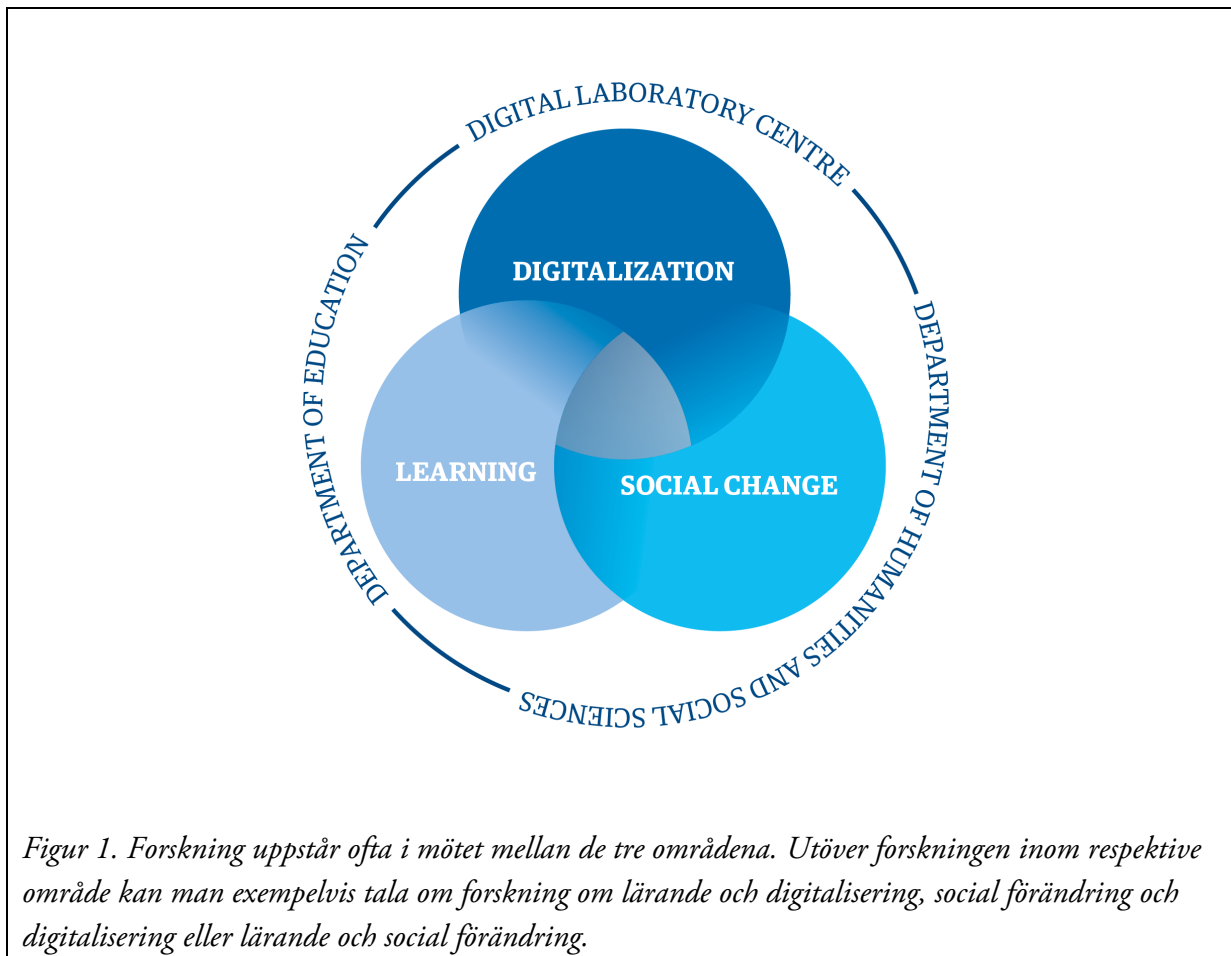 DIGITAL LABORATORY CENTRE
DEPARTMENT OF EDUCATION
DEPARTMENT OF HUMANITIES AND SOCIAL SCIENCES
DIGITALIZATION
LEARNING
SOCIAL CHANGE
Figur 1. Forskning uppstår ofta i mötet mellan de tre områdena. Utöver forskningen inom respektive
område kan man exempelvis tala om forskning om lärande och digitalisering, social förändring och
digitalisering eller lärande och social förändring.